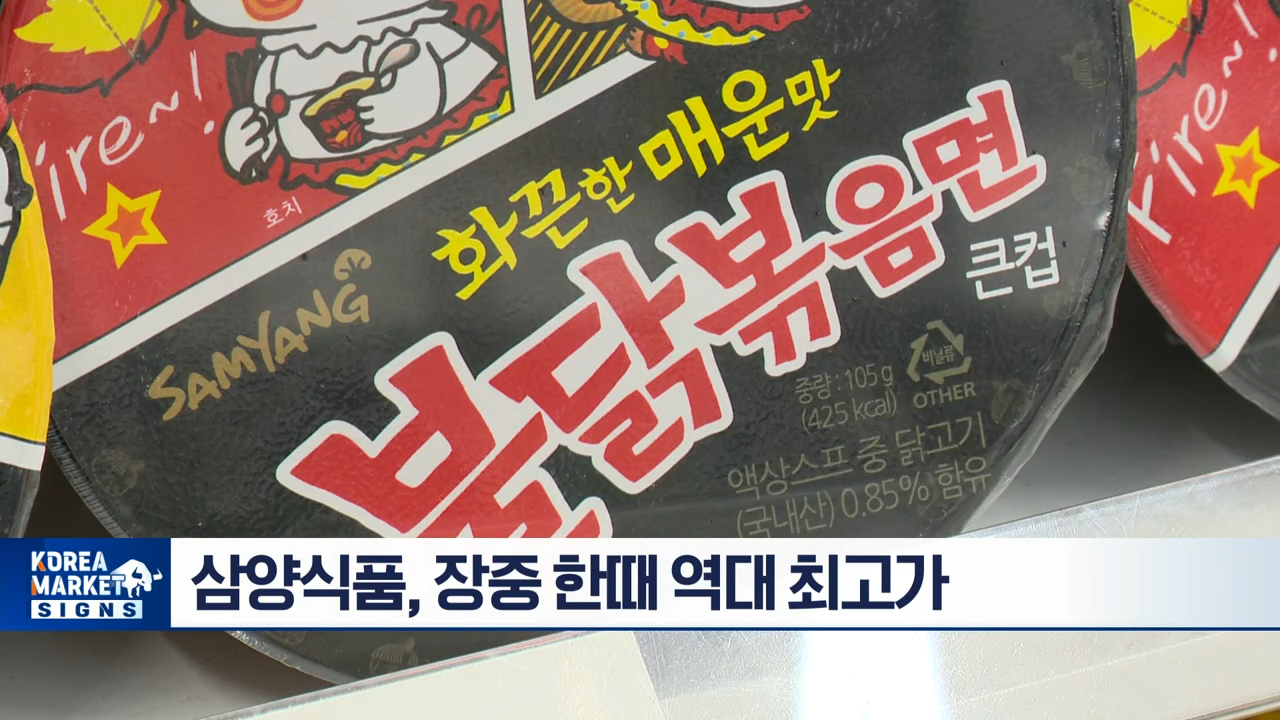 Fire~!
Fire~!
호치
화끈한 매운맛
SAMYANG
불닭볶음면
큰컵
비닐류
OTHER
중량 : 105 g
(425 kcal)
액상스프 중 닭고기
(국내산) 0.85% 함유
KOREA
MARKET
SIGNS
삼양식품, 장중 한때 역대 최고가